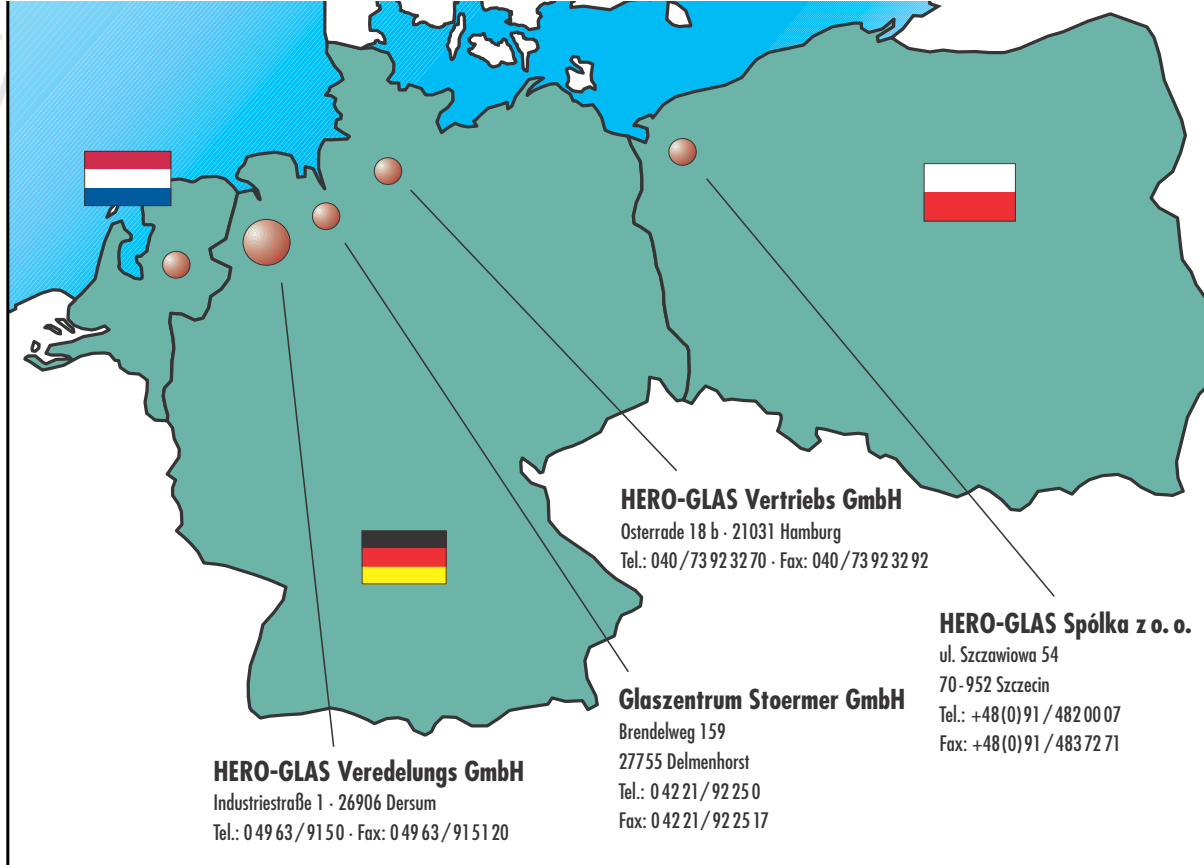 HERO-GLAS Vertriebs GmbH
Osterrade 18 b · 21031 Hamburg
Tel.: 040/73 92 32 70 · Fax: 040/73 92 32 92
HERO-GLAS Spólka z o. o.
ul. Szczawiowa 54
70-952 Szczecin
Tel.: +48(0)91/482 00 07
Fax: +48(0)91/483 72 71
Glaszentrum Stoermer GmbH
Brendelweg 159
27755 Delmenhorst
Tel.: 0 42 21/92 25 0
Fax: 0 42 21/92 25 17
HERO-GLAS Veredelungs GmbH
Industriestraße 1 · 26906 Dersum
Tel.: 0 49 63/91 50 · Fax: 0 49 63/91 51 20